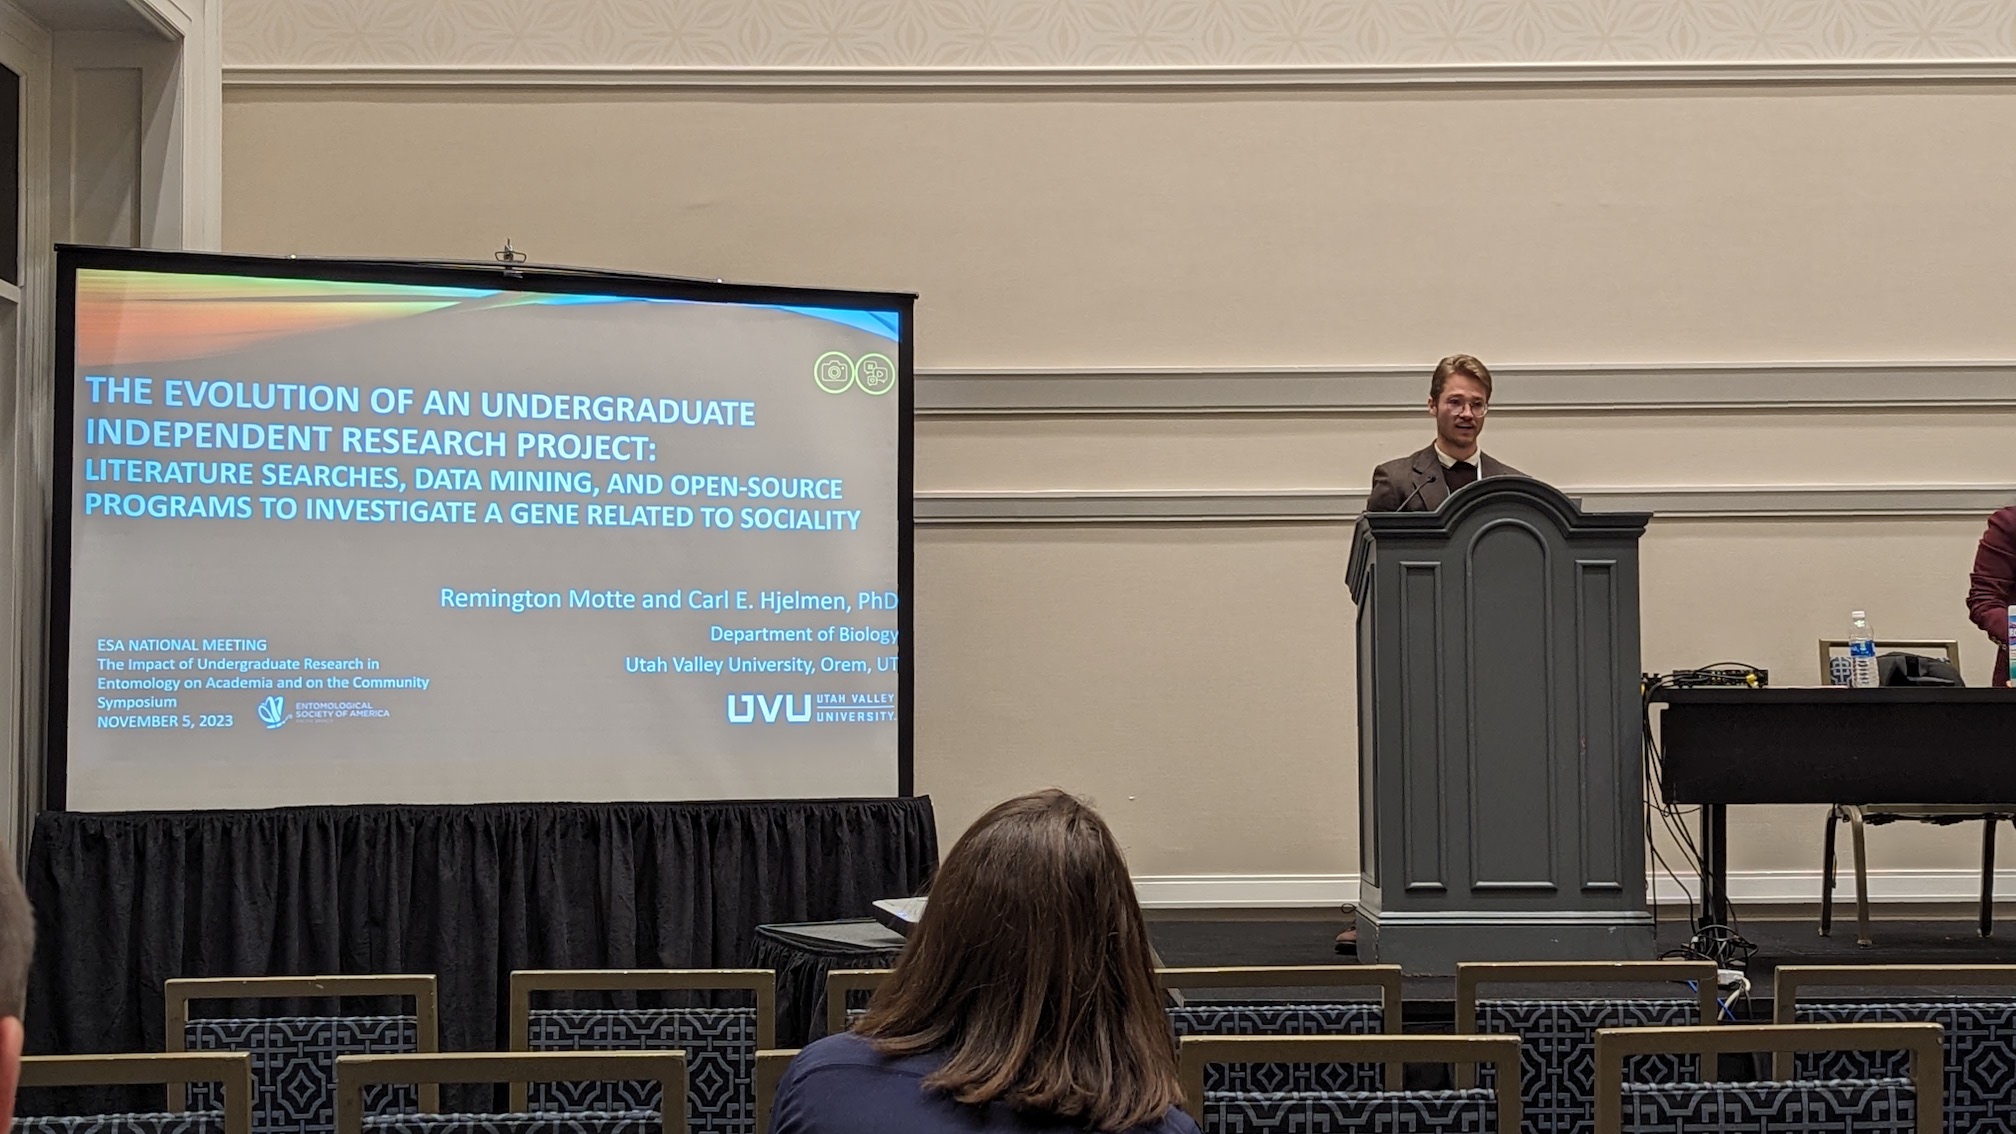 THE EVOLUTION OF AN UNDERGRADUATE
INDEPENDENT RESEARCH PROJECT:
LITERATURE SEARCHES, DATA MINING, AND OPEN-SOURCE
PROGRAMS TO INVESTIGATE A GENE RELATED TO SOCIALITY
Remington Motte and Carl E. Hjelmen, PhD
Department of Biology
Utah Valley University, Orem, UT
ESA NATIONAL MEETING
The Impact of Undergraduate Research in
Entomology on Academia and on the Community
Symposium
NOVEMBER 5, 2023
ENTOMOLOGICAL
SOCIETY OF AMERICA
UVU UTAH VALLEY
UNIVERSITY.